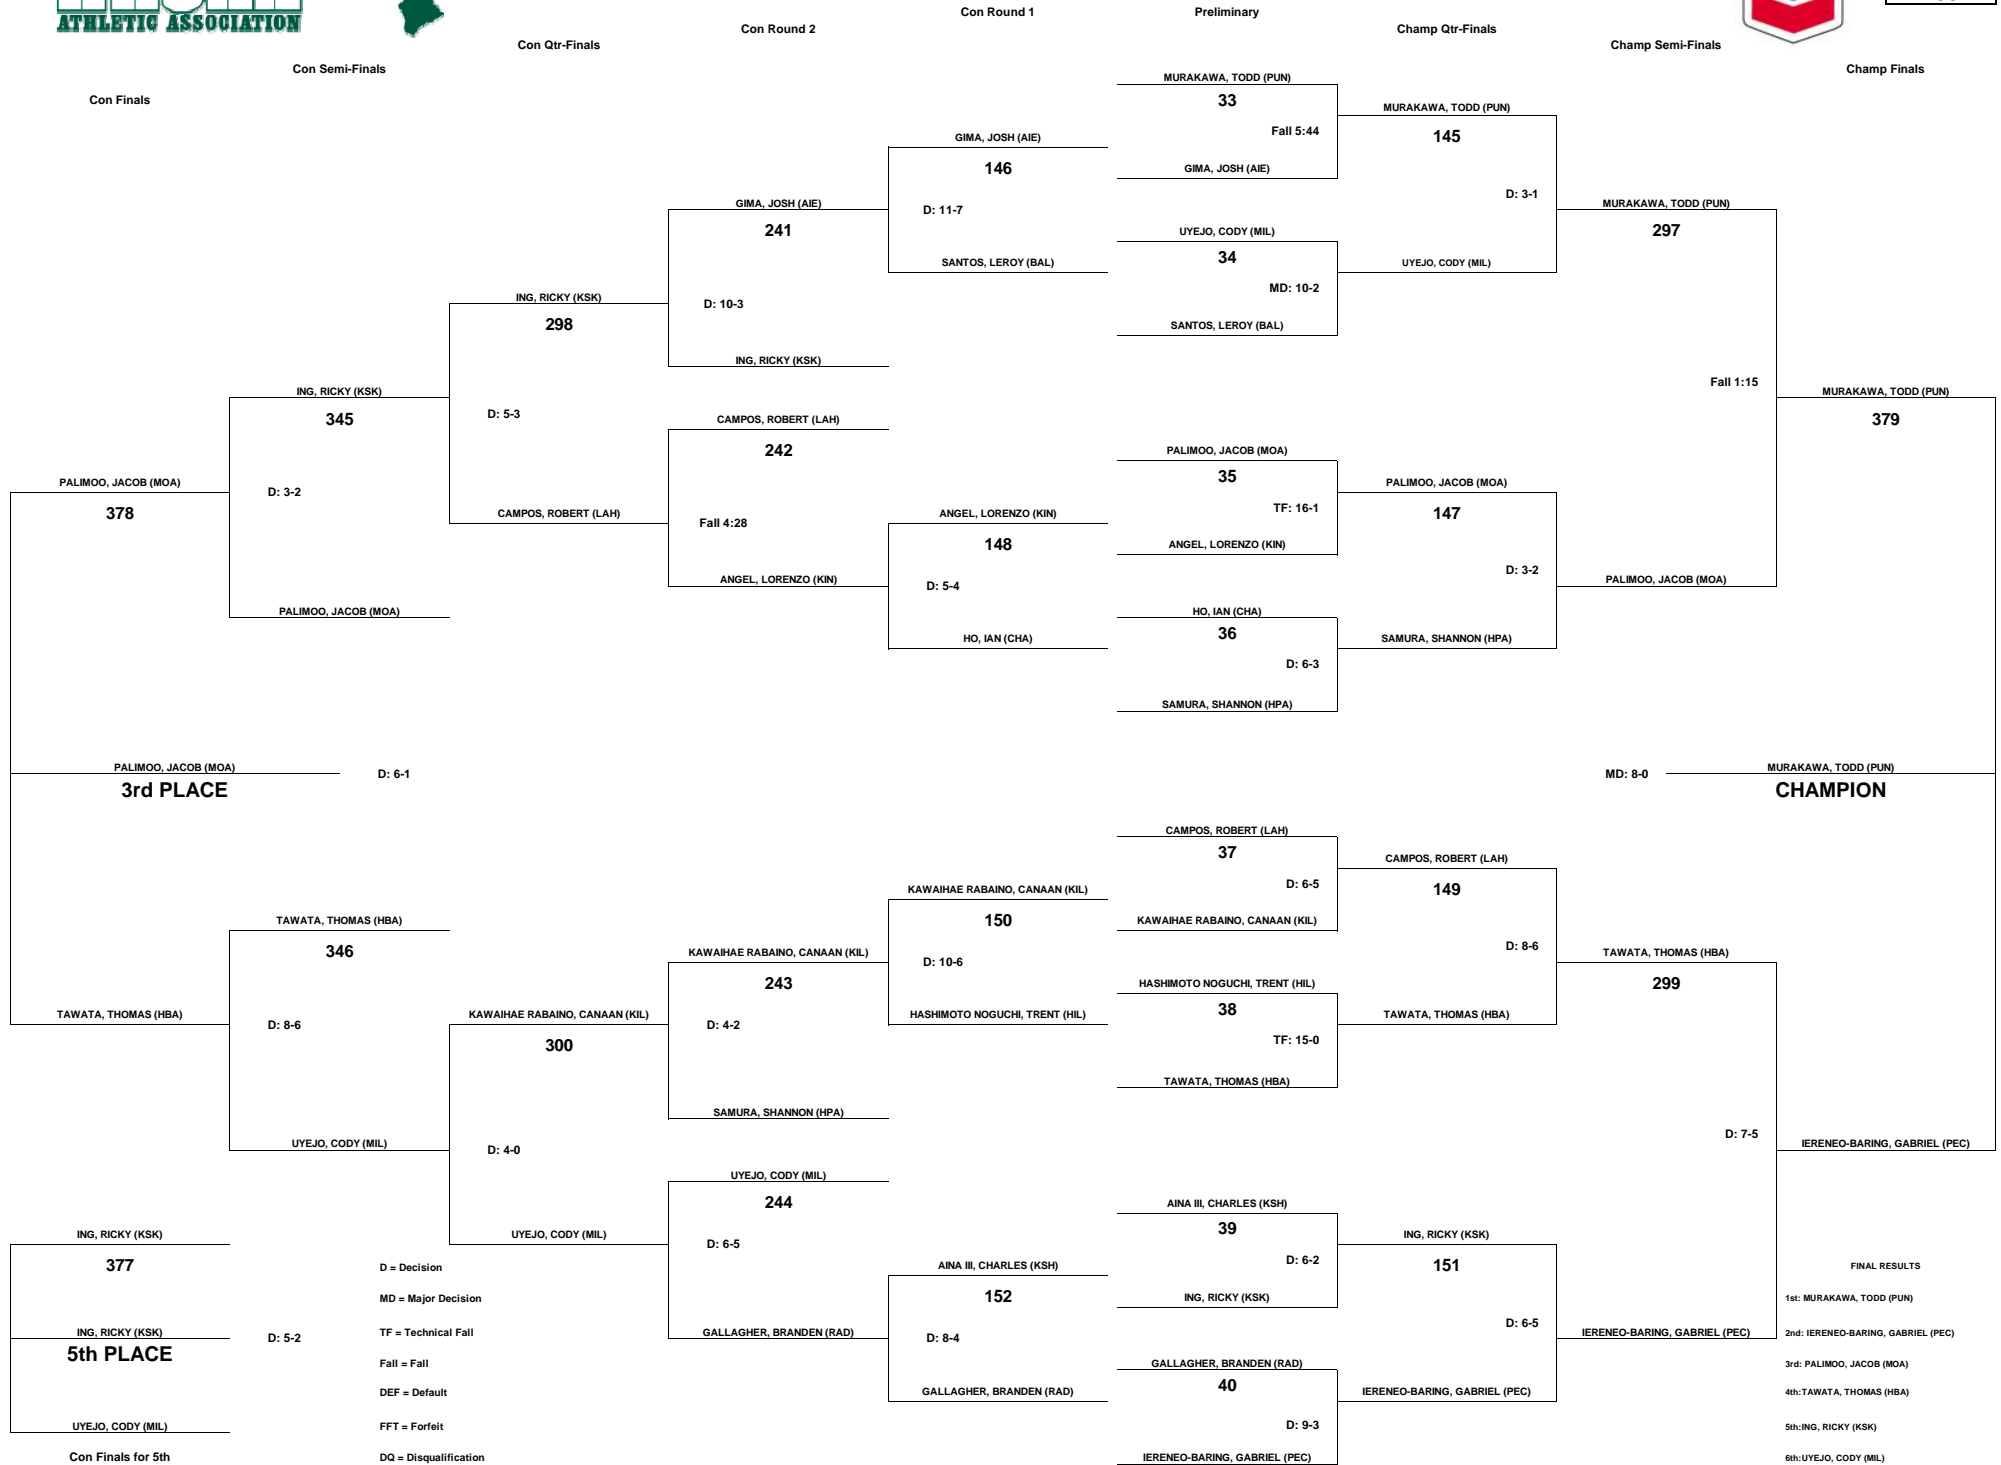 ATHLETIC ASSOCIATION
Con Finals
Con Semi-Finals
Con Qtr-Finals
Con Round 2
Con Round 1
Preliminary
Champ Qtr-Finals
Champ Semi-Finals
Champ Finals
MURAKAWA, TODD (PUN)
33
Fall 5:44
GIMA, JOSH (AIE)
UYEJO, CODY (MIL)
34
MD: 10-2
SANTOS, LEROY (BAL)
PALIMOO, JACOB (MOA)
35
TF: 16-1
ANGEL, LORENZO (KIN)
HO, IAN (CHA)
36
D: 6-3
SAMURA, SHANNON (HPA)
CAMPOS, ROBERT (LAH)
37
D: 6-5
KAWAIHAE RABAINO, CANAAN (KIL)
HASHIMOTO NOGUCHI, TRENT (HIL)
38
TF: 15-0
TAWATA, THOMAS (HBA)
AINA III, CHARLES (KSH)
39
D: 6-2
ING, RICKY (KSK)
GALLAGHER, BRANDEN (RAD)
40
D: 9-3
IERENEO-BARING, GABRIEL (PEC)
MURAKAWA, TODD (PUN)
145
D: 3-1
UYEJO, CODY (MIL)
PALIMOO, JACOB (MOA)
147
D: 3-2
SAMURA, SHANNON (HPA)
CAMPOS, ROBERT (LAH)
149
D: 8-6
TAWATA, THOMAS (HBA)
ING, RICKY (KSK)
151
D: 6-5
IERENEO-BARING, GABRIEL (PEC)
MURAKAWA, TODD (PUN)
297
Fall 1:15
PALIMOO, JACOB (MOA)
TAWATA, THOMAS (HBA)
299
D: 7-5
IERENEO-BARING, GABRIEL (PEC)
MURAKAWA, TODD (PUN)
379
MD: 8-0
MURAKAWA, TODD (PUN)
CHAMPION
IERENEO-BARING, GABRIEL (PEC)
GIMA, JOSH (AIE)
146
D: 11-7
SANTOS, LEROY (BAL)
ANGEL, LORENZO (KIN)
148
D: 5-4
HO, IAN (CHA)
KAWAIHAE RABAINO, CANAAN (KIL)
150
D: 10-6
HASHIMOTO NOGUCHI, TRENT (HIL)
AINA III, CHARLES (KSH)
152
D: 8-4
GALLAGHER, BRANDEN (RAD)
GIMA, JOSH (AIE)
241
D: 10-3
ING, RICKY (KSK)
CAMPOS, ROBERT (LAH)
242
Fall 4:28
ANGEL, LORENZO (KIN)
KAWAIHAE RABAINO, CANAAN (KIL)
243
D: 4-2
SAMURA, SHANNON (HPA)
UYEJO, CODY (MIL)
244
D: 6-5
GALLAGHER, BRANDEN (RAD)
ING, RICKY (KSK)
298
D: 5-3
CAMPOS, ROBERT (LAH)
KAWAIHAE RABAINO, CANAAN (KIL)
300
D: 4-0
UYEJO, CODY (MIL)
ING, RICKY (KSK)
345
D: 3-2
PALIMOO, JACOB (MOA)
TAWATA, THOMAS (HBA)
346
D: 8-6
UYEJO, CODY (MIL)
PALIMOO, JACOB (MOA)
378
PALIMOO, JACOB (MOA)
D: 6-1
3rd PLACE
TAWATA, THOMAS (HBA)
ING, RICKY (KSK)
377
ING, RICKY (KSK)
D: 5-2
5th PLACE
UYEJO, CODY (MIL)
Con Finals for 5th
D = Decision
MD = Major Decision
TF = Technical Fall
Fall = Fall
DEF = Default
FFT = Forfeit
DQ = Disqualification
FINAL RESULTS
1st: MURAKAWA, TODD (PUN)
2nd: IERENEO-BARING, GABRIEL (PEC)
3rd: PALIMOO, JACOB (MOA)
4th:TAWATA, THOMAS (HBA)
5th:ING, RICKY (KSK)
6th:UYEJO, CODY (MIL)